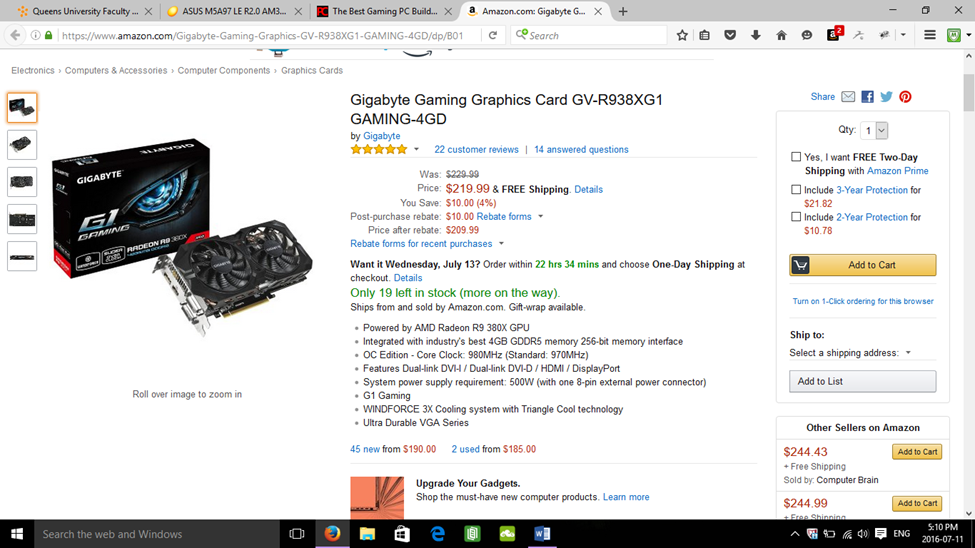 Queens University Faculty ...
ASUS M5A97 LE R2.0 AM3...
The Best Gaming PC Build...
Amazon.com: Gigabyte G...
https://www.amazon.com/Gigabyte-Gaming-Graphics-GV-R938XG1-GAMING-4GD/dp/B01
Search
2
Electronics › Computers & Accessories › Computer Components › Graphics Cards
Gigabyte Gaming Graphics Card GV-R938XG1
GAMING-4GD
by Gigabyte
22 customer reviews | 14 answered questions
Was: $229.99
Price: $219.99 & FREE Shipping. Details
You Save: $10.00 (4%)
Post-purchase rebate: $10.00 Rebate forms
Price after rebate: $209.99
Rebate forms for recent purchases
Want it Wednesday, July 13? Order within 22 hrs 34 mins and choose One-Day Shipping at
checkout. Details
Only 19 left in stock (more on the way).
Ships from and sold by Amazon.com. Gift-wrap available.
Powered by AMD Radeon R9 380X GPU
Integrated with industry's best 4GB GDDR5 memory 256-bit memory interface
OC Edition - Core Clock: 980MHz (Standard: 970MHz)
Features Dual-link DVI-I / Dual-link DVI-D / HDMI / DisplayPort
System power supply requirement: 500W (with one 8-pin external power connector)
G1 Gaming
WINDFORCE 3X Cooling system with Triangle Cool technology
Ultra Durable VGA Series
45 new from $190.00 2 used from $185.00
Upgrade Your Gadgets.
Shop the must-have new computer products. Learn more
GIGABYTE
GIGABYTE
G1
GAMING
RADEON R9 380X
Roll over image to zoom in
Share
Qty: 1
Yes, I want FREE Two-Day
Shipping with Amazon Prime
Include 3-Year Protection for
$21.82
Include 2-Year Protection for
$10.78
Add to Cart
Turn on 1-Click ordering for this browser
Ship to:
Select a shipping address:
Add to List
Other Sellers on Amazon
$244.43
Add to Cart
+ Free Shipping
Sold by: Computer Brain
$244.99
Add to Cart
+ Free Shipping
Search the web and Windows
ENG
5:10 PM
2016-07-11